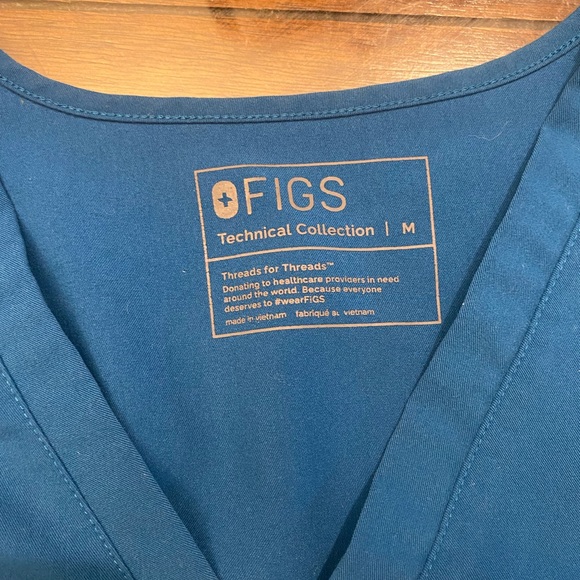 FIGS
Technical Collection | M
Threads for Threads™
Donating to healthcare providers in need
around the world. Because everyone
deserves to #wearFIGS
made in vietnam fabriqué au vietnam